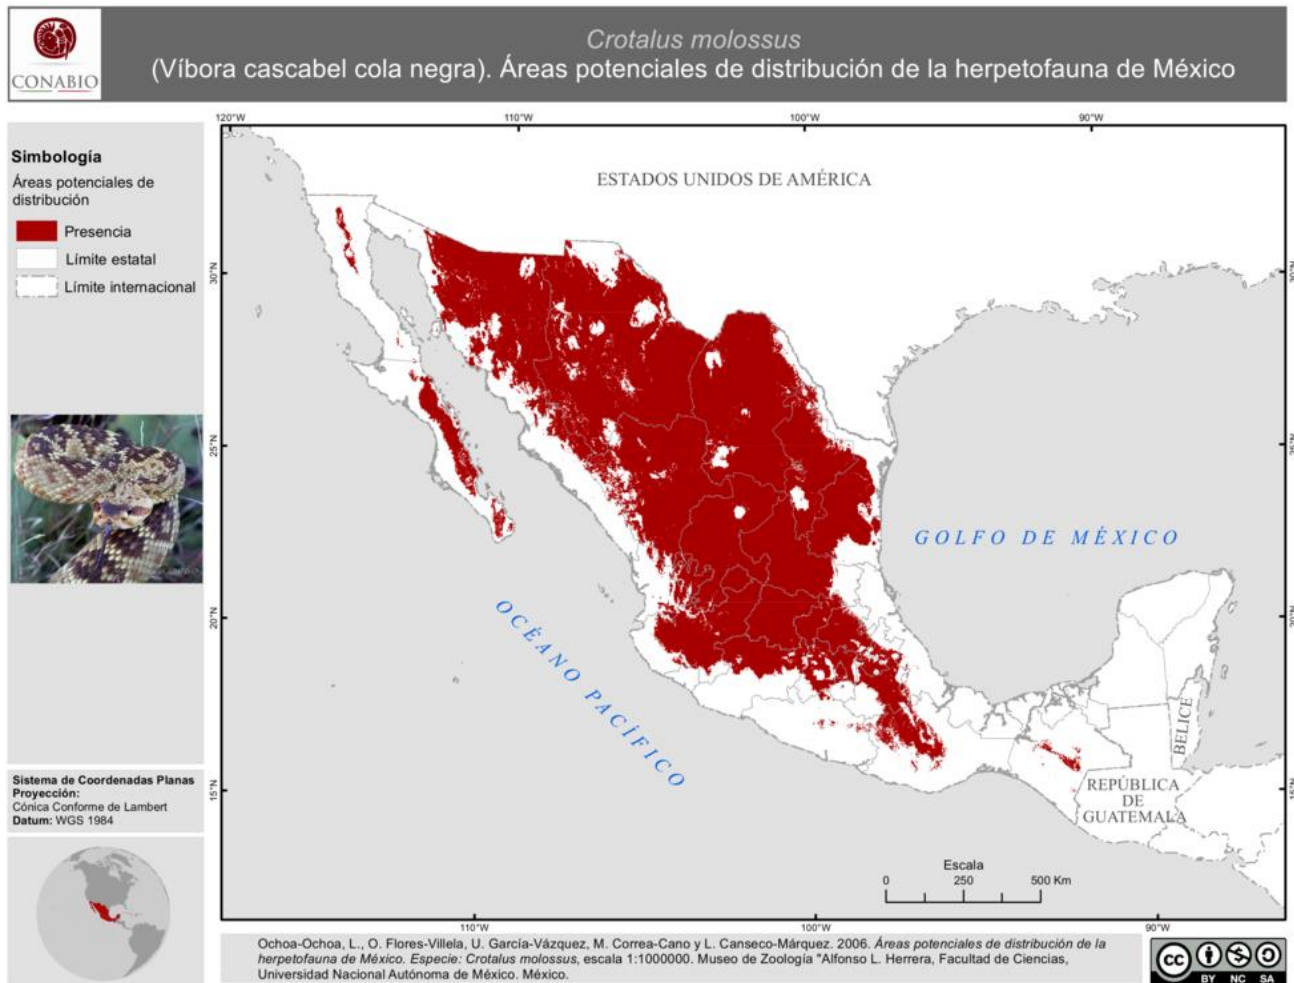 Crotalus molossus
(Víbora cascabel cola negra). Áreas potenciales de distribución de la herpetofauna de México
CONABIO
Simbología
Áreas potenciales de
distribución
Presencia
Límite estatal
Límite internacional
120°W
110°W
100°W
90°W
30°N
25°N
20°N
15°N
30°N
25°N
20°N
15°N
ESTADOS UNIDOS DE AMÉRICA
GOLFO DE MÉXICO
OCÉANO PACÍFICO
BELICE
REPÚBLICA
DE
GUATEMALA
Escala
0 250 500 Km
110°W
100°W
90°W
Sistema de Coordenadas Planas
Proyección:
Cónica Conforme de Lambert
Datum: WGS 1984
Ochoa-Ochoa, L., O. Flores-Villela, U. García-Vázquez, M. Correa-Cano y L. Canseco-Márquez. 2006. Áreas potenciales de distribución de la
herpetofauna de México. Especie: Crotalus molossus, escala 1:1000000. Museo de Zoología "Alfonso L. Herrera, Facultad de Ciencias,
Universidad Nacional Autónoma de México. México.
cc
BY NC SA